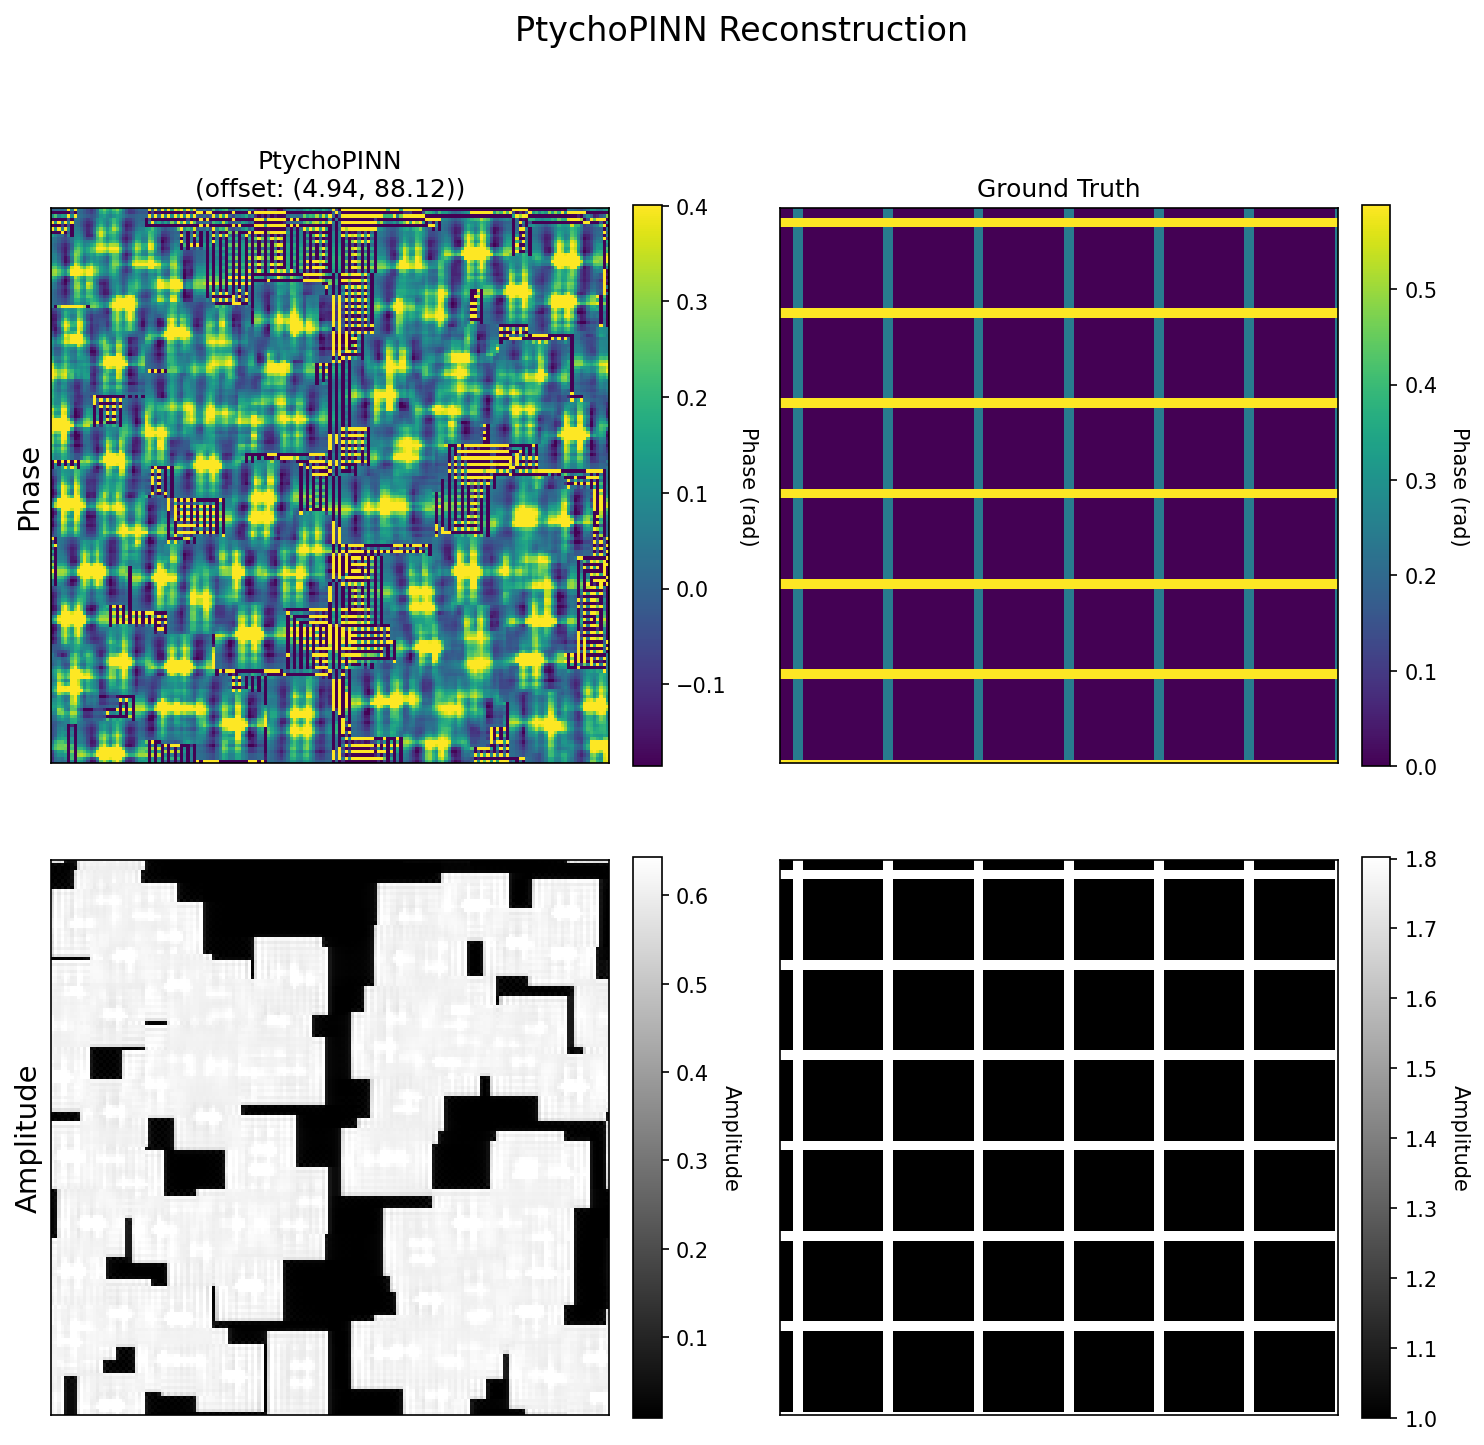 PtychoPINN Reconstruction
PtychoPINN
(offset: (4.94, 88.12))
Ground Truth
Phase
0.4
0.3
0.2
0.1
0.0
−0.1
Phase (rad)
0.5
0.4
0.3
0.2
0.1
0.0
Phase (rad)
Amplitude
0.6
0.5
0.4
0.3
0.2
0.1
Amplitude
1.8
1.7
1.6
1.5
1.4
1.3
1.2
1.1
1.0
Amplitude